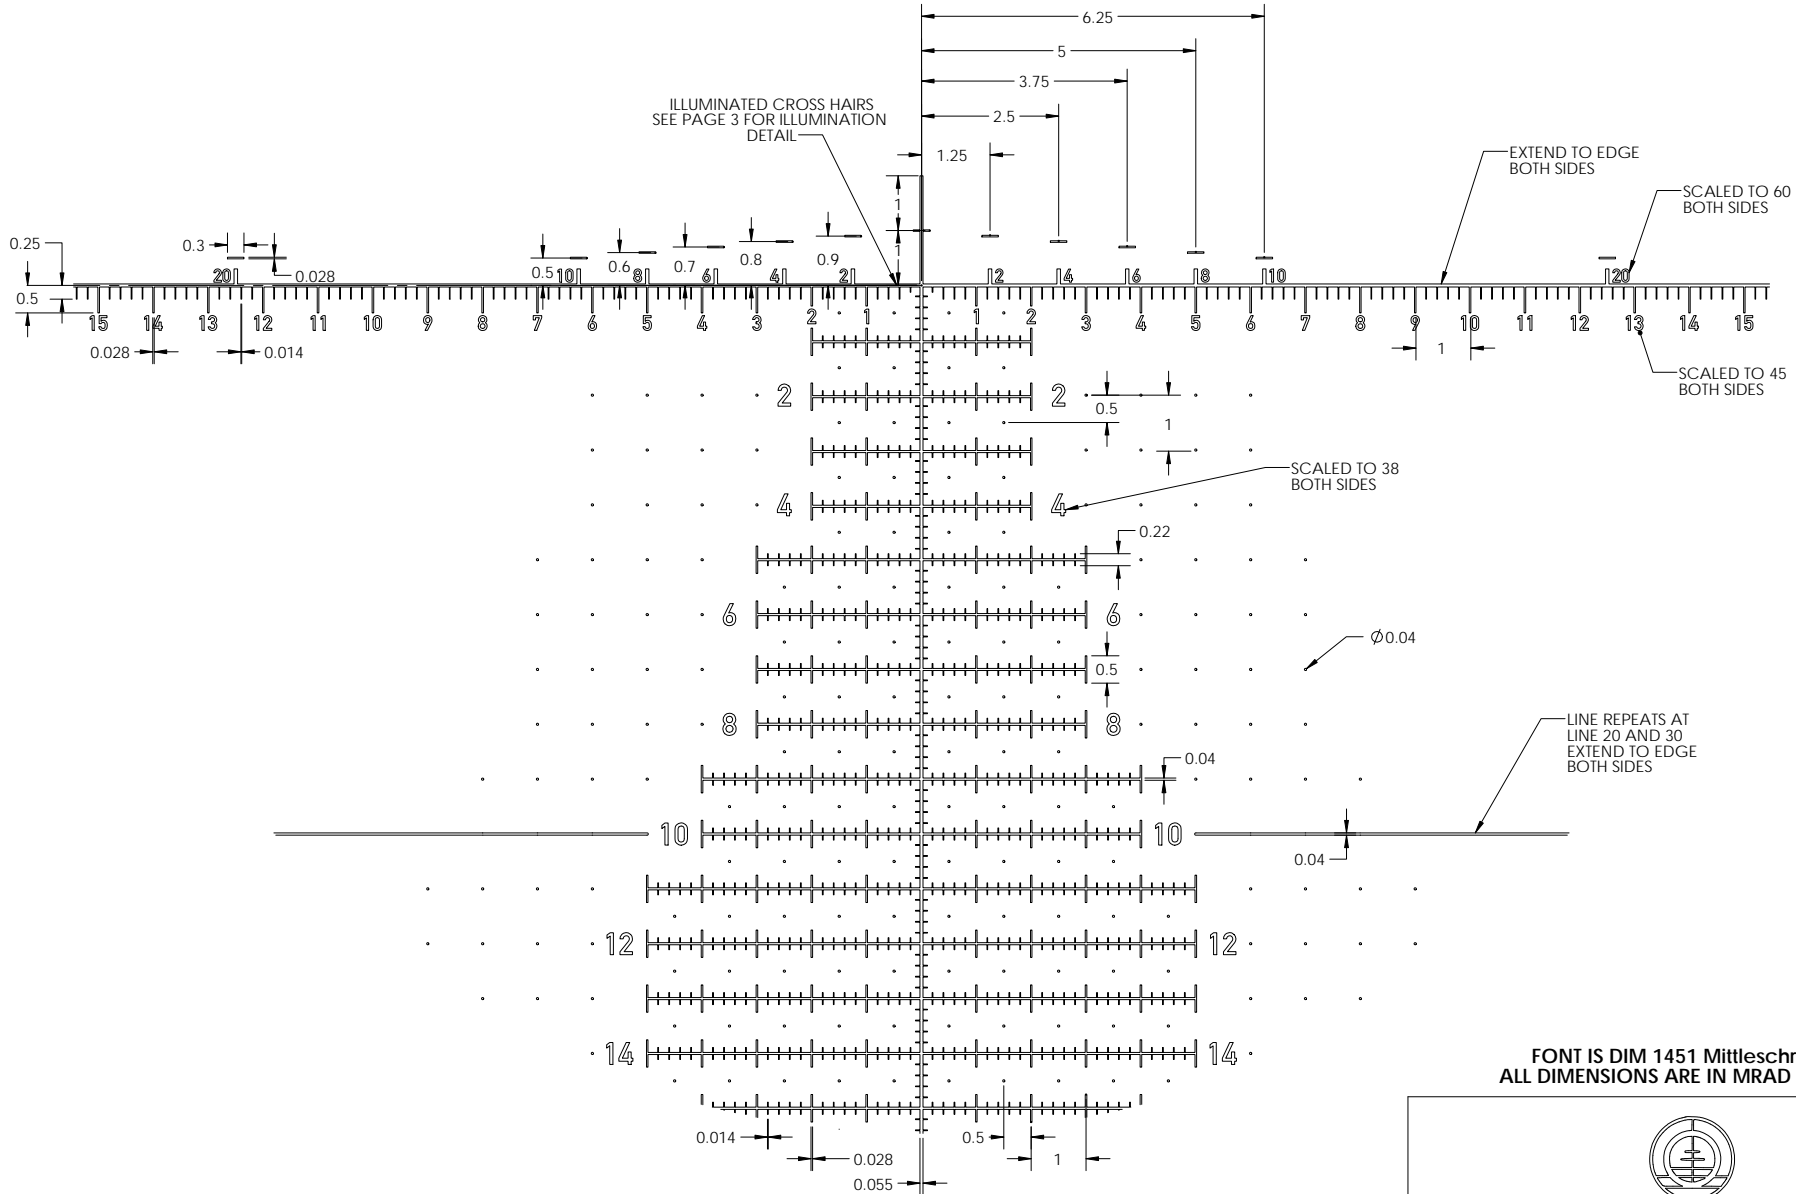 6.25
5
3.75
2.5
1.25
ILLUMINATED CROSS HAIRS
SEE PAGE 3 FOR ILLUMINATION
DETAIL
EXTEND TO EDGE
BOTH SIDES
SCALED TO 60
BOTH SIDES
1
1
0.25
0.3
0.028
0.5
0.6
0.7
0.8
0.9
20 10 8 6 4 2 2 4 6 8 10 20
0.5
15 14 13 12 11 10 9 8 7 6 5 4 3 2 1 1 2 3 4 5 6 7 8 9 10 11 12 13 14 15
0.028
0.014
1
SCALED TO 45
BOTH SIDES
2 2
0.5
1
SCALED TO 38
BOTH SIDES
4 4
0.22
6 6
Ø0.04
0.5
8 8
LINE REPEATS AT
LINE 20 AND 30
EXTEND TO EDGE
BOTH SIDES
0.04
10 10
0.04
12 12
14 14
FONT IS DIM 1451 Mittleschr
ALL DIMENSIONS ARE IN MRAD
0.014
0.028
0.055
0.5
1